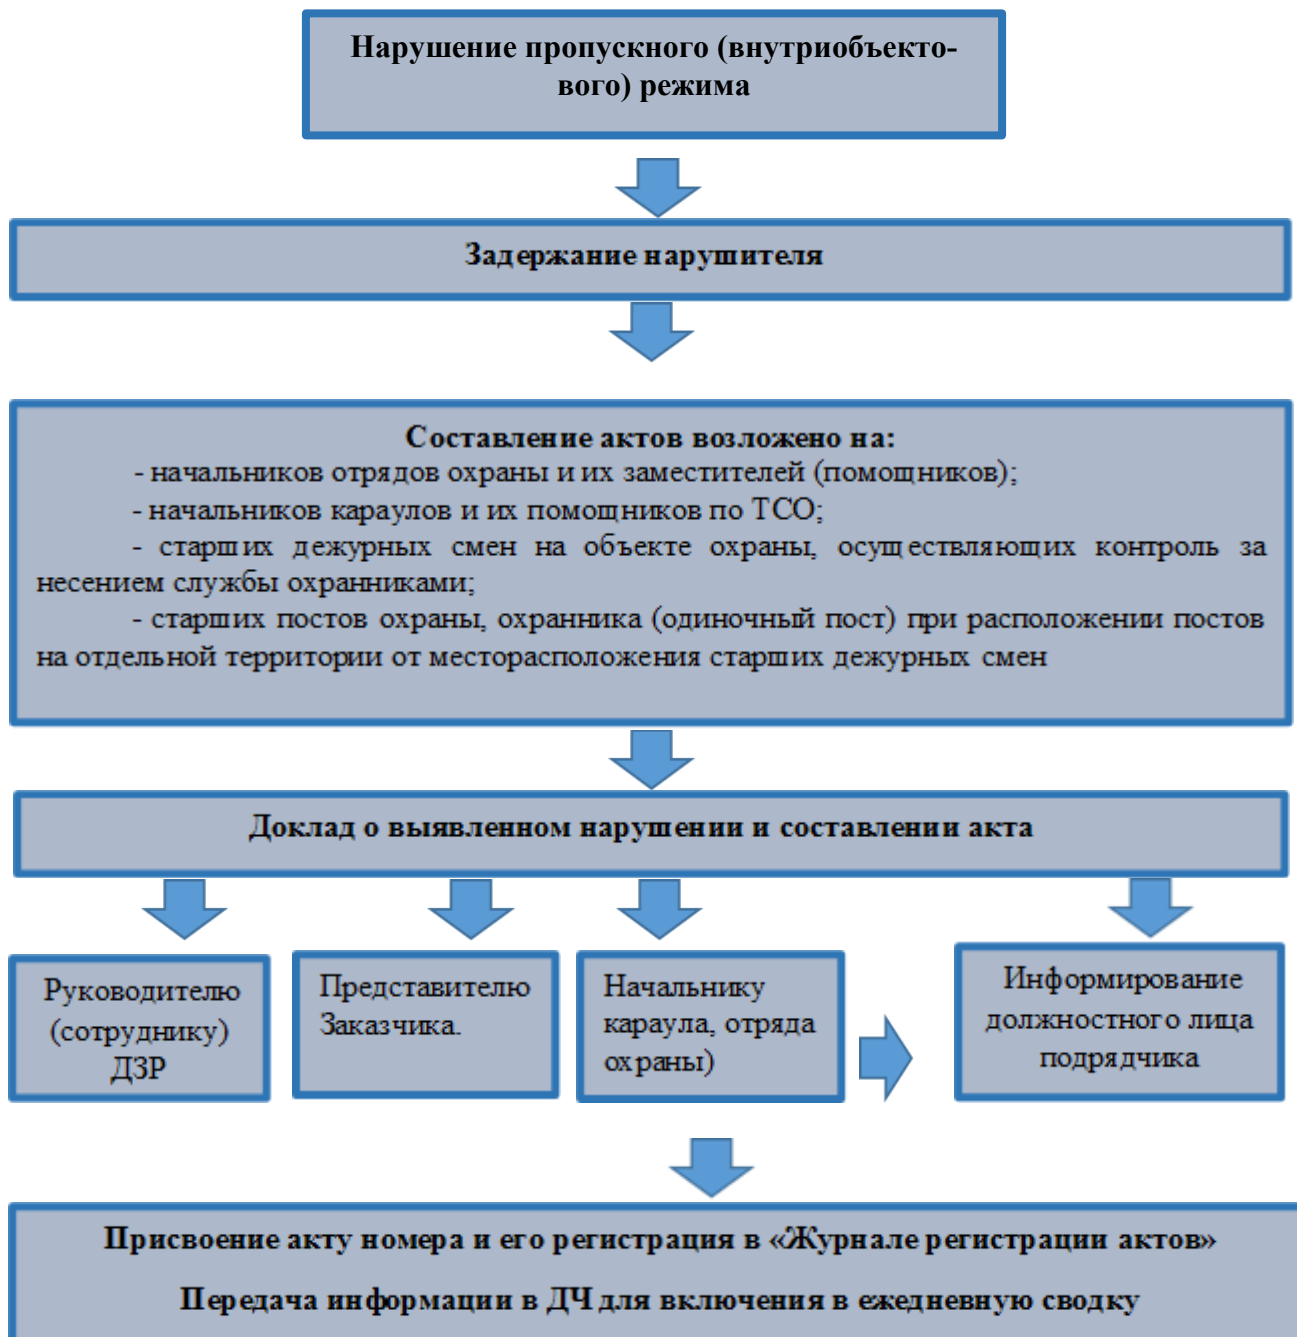 Нарушение пропускного (внутриобъекто-
вого) режима
Задержание нарушителя
Составление актов возложено на:
- начальников отрядов охраны и их заместителей (помощников);
- начальников караулов и их помощников по ТСО;
- старших дежурных смен на объекте охраны, осуществляющих контроль за
несением службы охранниками;
- старших постов охраны, охранника (одиночный пост) при расположении постов
на отдельной территории от месторасположения старших дежурных смен
Доклад о выявленном нарушении и составлении акта
Руководителю
(сотруднику)
ДЗР
Представителю
Заказчика.
Начальнику
караула, отряда
охраны)
Информирование
должностного лица
подрядчика
Присвоение акту номера и его регистрация в «Журнале регистрации актов»
Передача информации в ДЧ для включения в ежедневную сводку